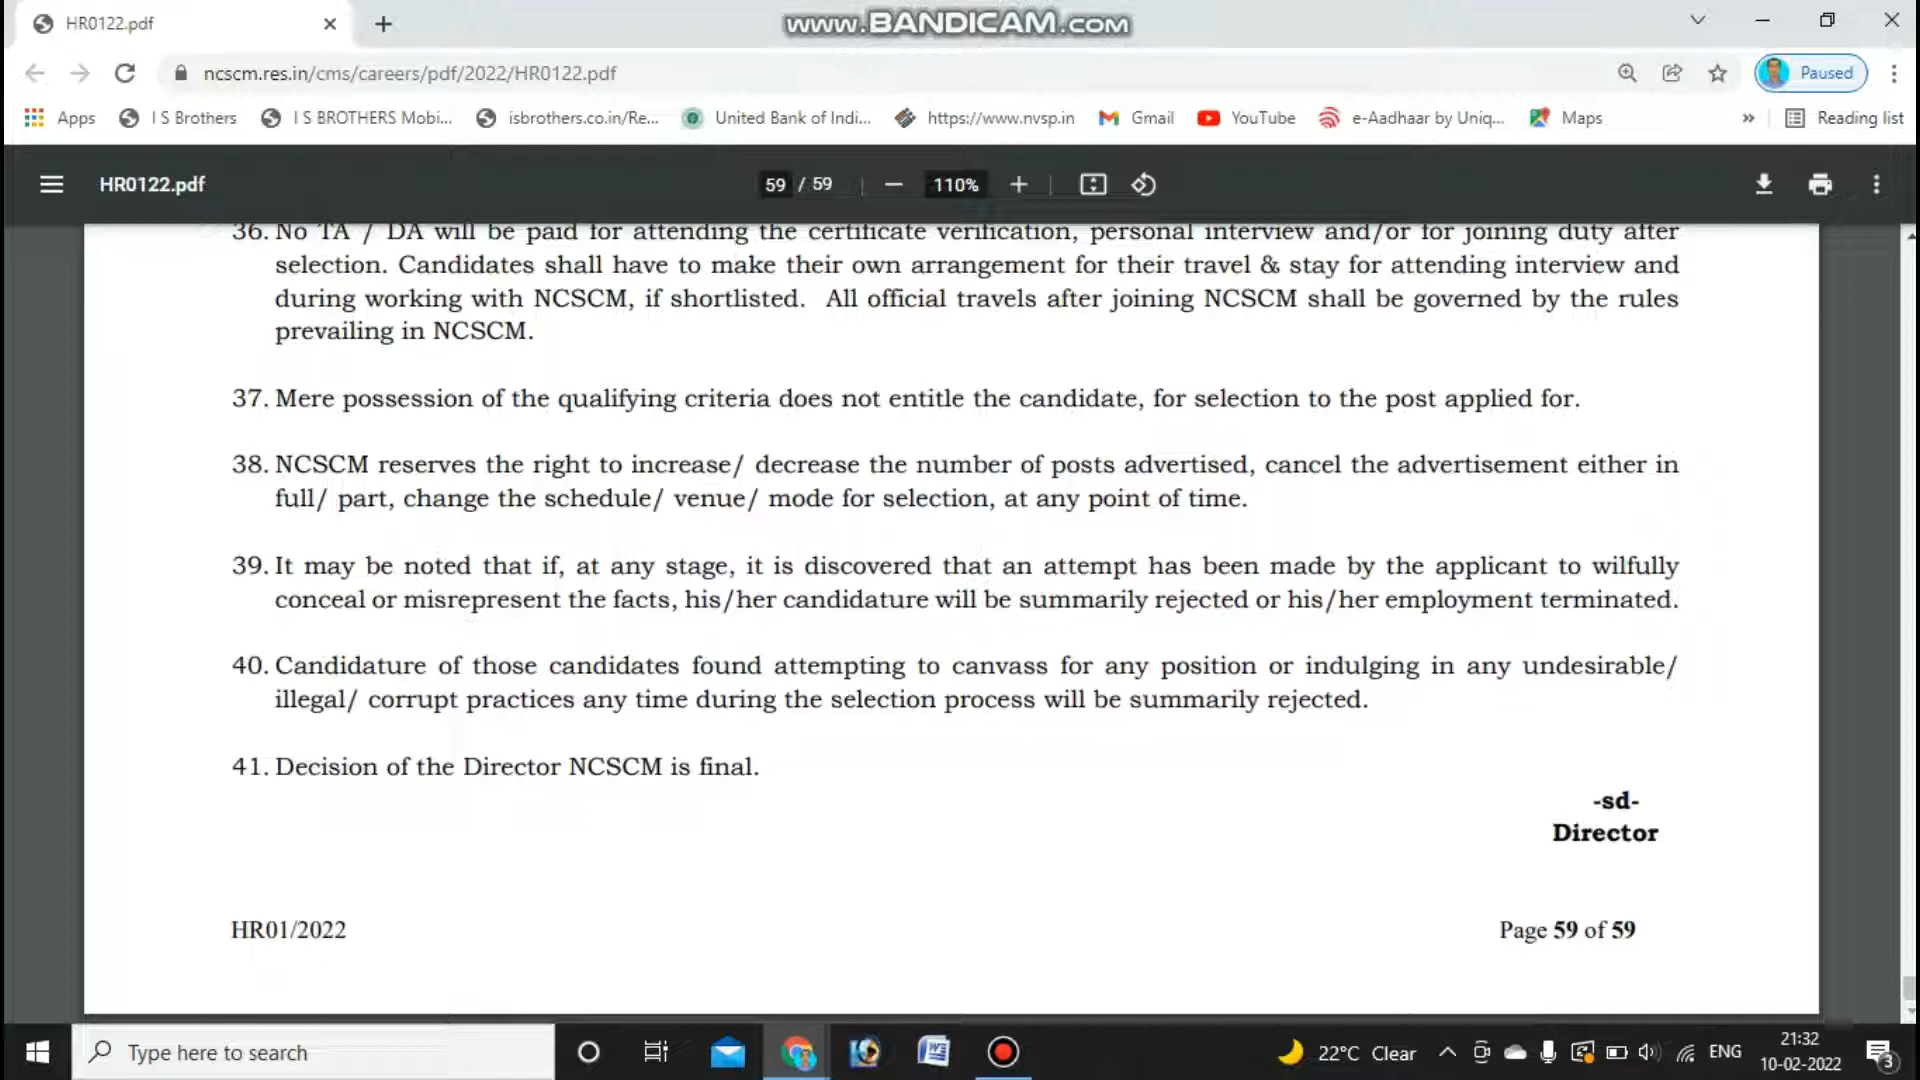 HR0122.pdf
www.BANDICAM.com
ncscm.res.in/cms/careers/pdf/2022/HR0122.pdf
Paused
Apps
I S Brothers
I S BROTHERS Mobi...
isbrothers.co.in/Re...
United Bank of Indi...
https://www.nvsp.in
Gmail
YouTube
e-Aadhaar by Uniq...
Maps
»
Reading list
HR0122.pdf
59 / 59
110%
36. No TA / DA will be paid for attending the certificate verification, personal interview and/or for joining duty after
selection. Candidates shall have to make their own arrangement for their travel & stay for attending interview and
during working with NCSCM, if shortlisted. All official travels after joining NCSCM shall be governed by the rules
prevailing in NCSCM.
37. Mere possession of the qualifying criteria does not entitle the candidate, for selection to the post applied for.
38. NCSCM reserves the right to increase/ decrease the number of posts advertised, cancel the advertisement either in
full/ part, change the schedule/ venue/ mode for selection, at any point of time.
39. It may be noted that if, at any stage, it is discovered that an attempt has been made by the applicant to wilfully
conceal or misrepresent the facts, his/her candidature will be summarily rejected or his/her employment terminated.
40. Candidature of those candidates found attempting to canvass for any position or indulging in any undesirable/
illegal/ corrupt practices any time during the selection process will be summarily rejected.
41. Decision of the Director NCSCM is final.
-sd-
Director
HR01/2022
Page 59 of 59
Type here to search
22°C Clear
ENG
21:32
10-02-2022
3